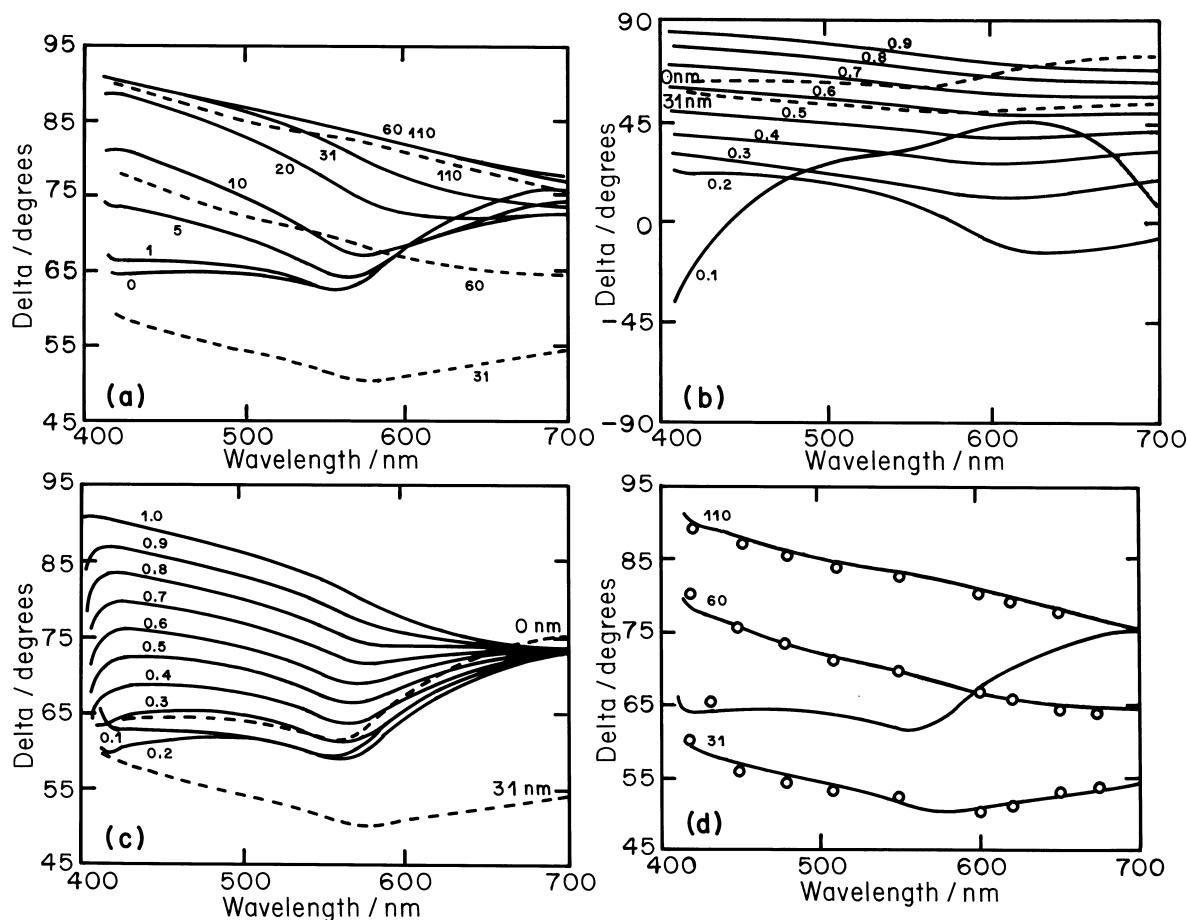 95
85
75
65
55
45
Delta / degrees
60 110
31
20
110
10
5
1
0
60
31
(a)
400 500 600 700
Wavelength / nm
90
45
0
-45
-90
Delta / degrees
0.9
0.8
0.7
0nm
0.6
31nm
0.5
0.4
0.3
0.2
0.1
(b)
400 500 600 700
Wavelength / nm
95
85
75
65
55
45
Delta / degrees
1.0
0.9
0.8
0.7
0.6
0 nm
0.5
0.4
0.3
0.1
0.2
31 nm
(c)
400 500 600 700
Wavelength / nm
95
85
75
65
55
45
Delta / degrees
110
60
31
(d)
400 500 600 700
Wavelength / nm